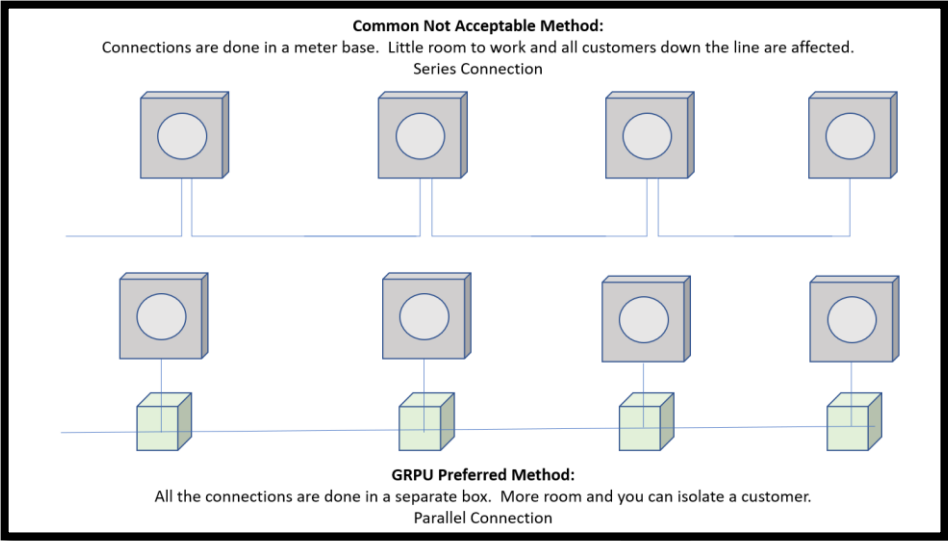 Common Not Acceptable Method:
Connections are done in a meter base.  Little room to work and all customers down the line are affected.
Series Connection
GRPU Preferred Method:
All the connections are done in a separate box.  More room and you can isolate a customer.
Parallel Connection